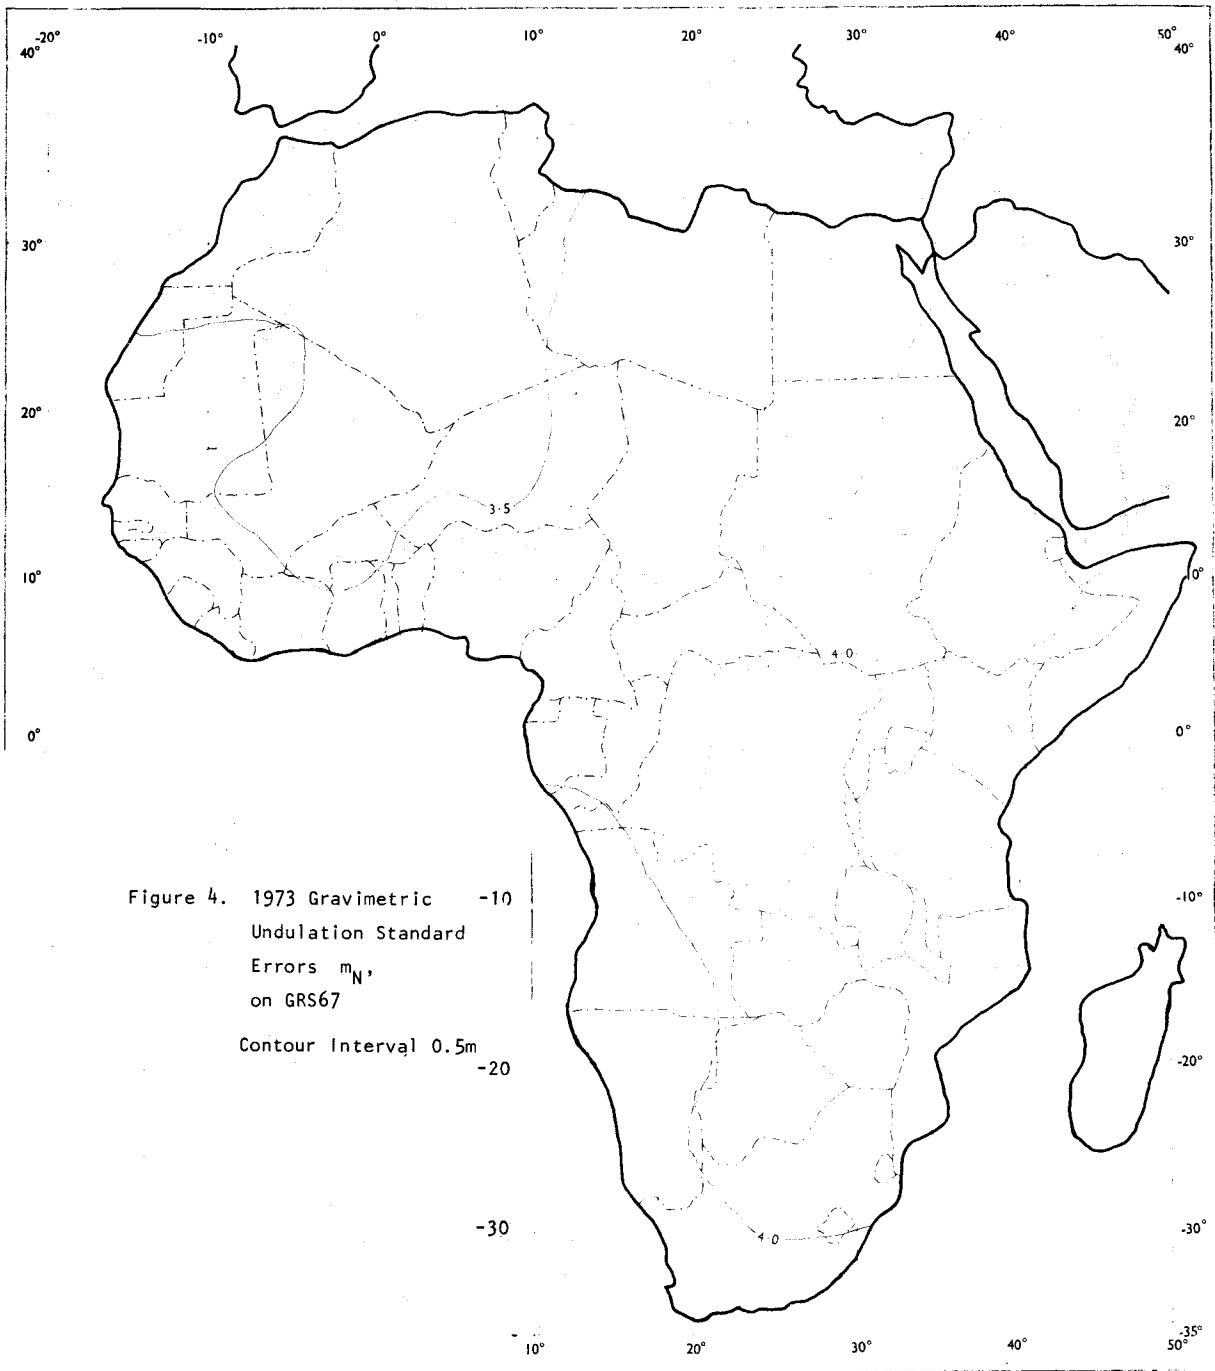 -20° -10° 0° 10° 20° 30° 40° 50°
40° 40°
30° 30°
20° 20°
3·5
10° 0°
4·0
0° 0°
Figure 4. 1973 Gravimetric -10 -10°
Undulation Standard
Errors m_N,
on GRS67
Contour Interval 0.5m
-20 -20°
-30 -30°
4·0
-35°
10° 20° 30° 40° 50°